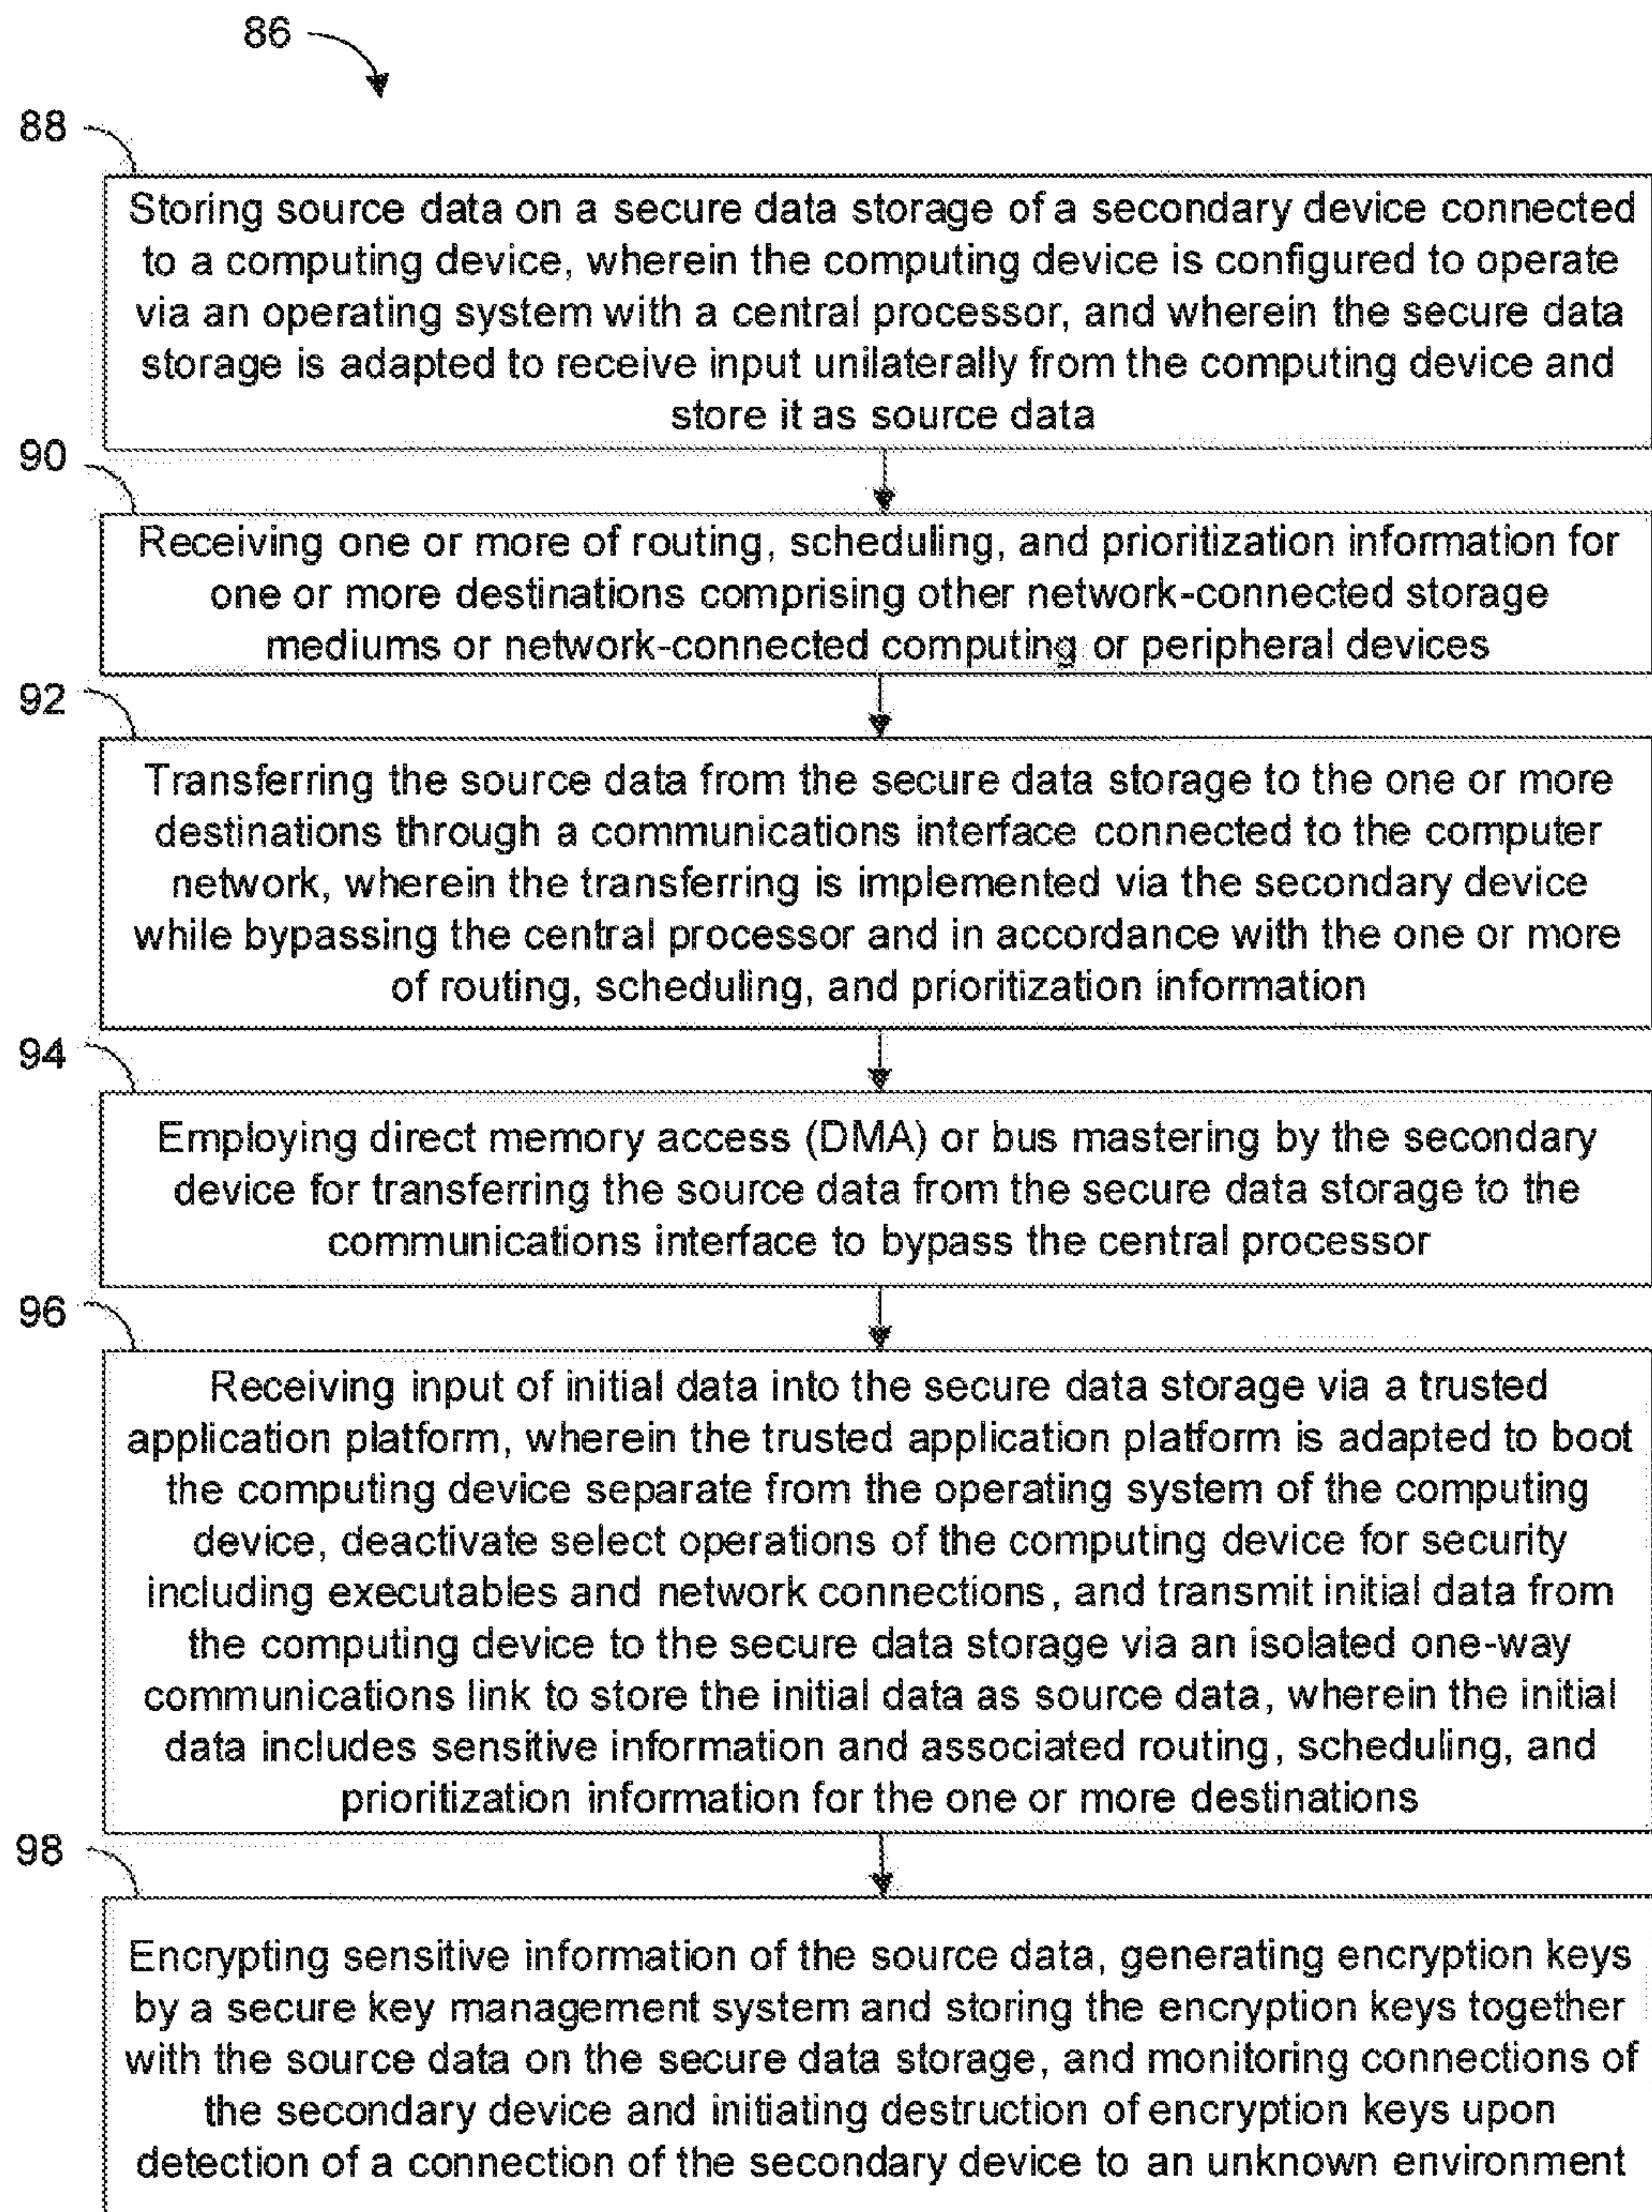 86
88
Storing source data on a secure data storage of a secondary device connected
to a computing device, wherein the computing device is configured to operate
via an operating system with a central processor, and wherein the secure data
storage is adapted to receive input unilaterally from the computing device and
store it as source data
90
Receiving one or more of routing, scheduling, and prioritization information for
one or more destinations comprising other network-connected storage
mediums or network-connected computing or peripheral devices
92
Transferring the source data from the secure data storage to the one or more
destinations through a communications interface connected to the computer
network, wherein the transferring is implemented via the secondary device
while bypassing the central processor and in accordance with the one or more
of routing, scheduling, and prioritization information
94
Employing direct memory access (DMA) or bus mastering by the secondary
device for transferring the source data from the secure data storage to the
communications interface to bypass the central processor
96
Receiving input of initial data into the secure data storage via a trusted
application platform, wherein the trusted application platform is adapted to boot
the computing device separate from the operating system of the computing
device, deactivate select operations of the computing device for security
including executables and network connections, and transmit initial data from
the computing device to the secure data storage via an isolated one-way
communications link to store the initial data as source data, wherein the initial
data includes sensitive information and associated routing, scheduling, and
prioritization information for the one or more destinations
98
Encrypting sensitive information of the source data, generating encryption keys
by a secure key management system and storing the encryption keys together
with the source data on the secure data storage, and monitoring connections of
the secondary device and initiating destruction of encryption keys upon
detection of a connection of the secondary device to an unknown environment